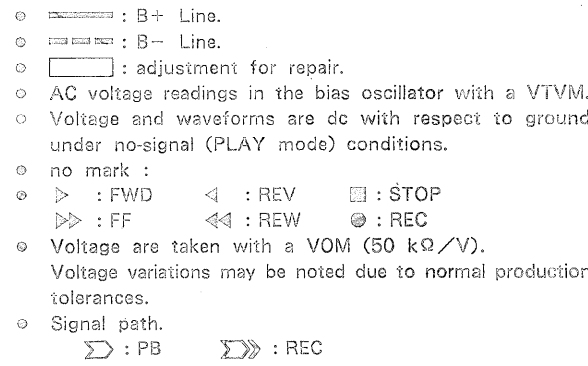 : B+ Line.
: B− Line.
: adjustment for repair.
AC voltage readings in the bias oscillator with a VTVM.
Voltage and waveforms are dc with respect to ground
under no-signal (PLAY mode) conditions.
no mark :
▷ : FWD ◁ : REV □ : STOP
▷▷ : FF ◁◁ : REW ● : REC
Voltage are taken with a VOM (50 kΩ/V).
Voltage variations may be noted due to normal production
tolerances.
Signal path.
: PB : REC